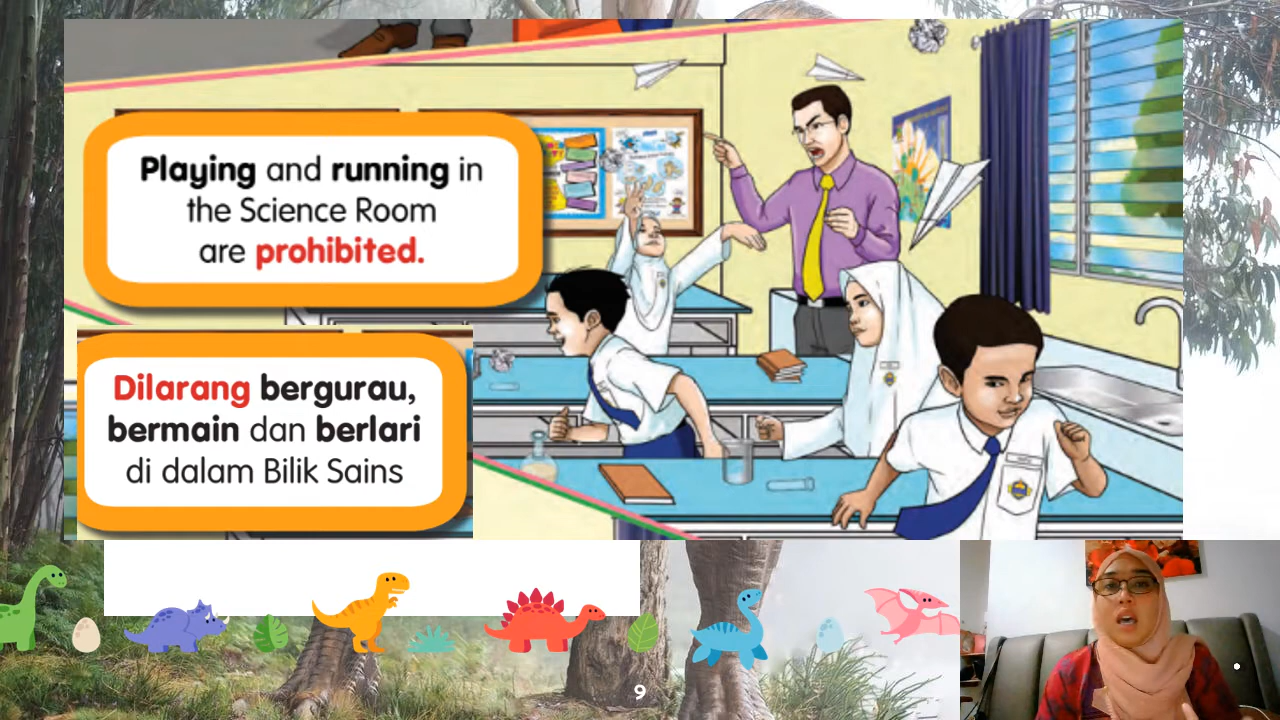 Playing and running in
the Science Room
are prohibited.
Dilarang bergurau,
bermain dan berlari
di dalam Bilik Sains
9